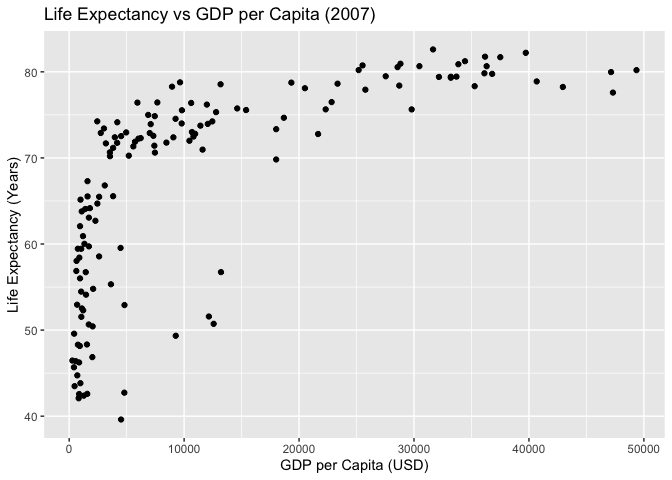 Life Expectancy vs GDP per Capita (2007)
Life Expectancy (Years)
80
70
60
50
40
0 10000 20000 30000 40000 50000
GDP per Capita (USD)